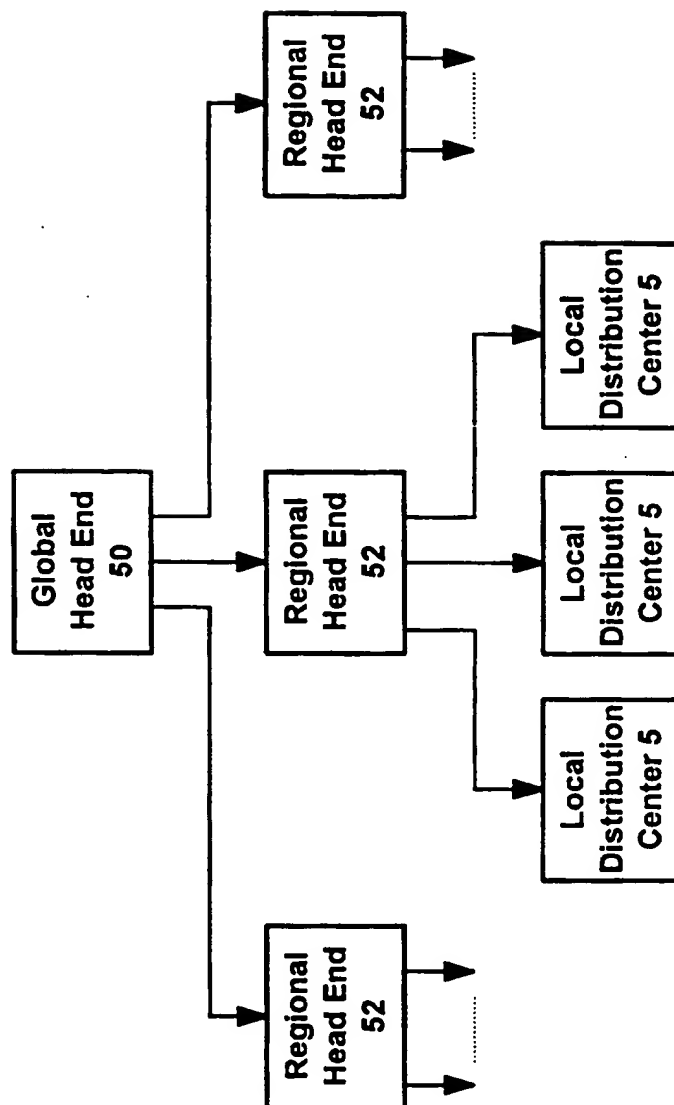 Global
Head End
50
Regional
Head End
52
Regional
Head End
52
Regional
Head End
52
Local
Distribution
Center 5
Local
Distribution
Center 5
Local
Distribution
Center 5